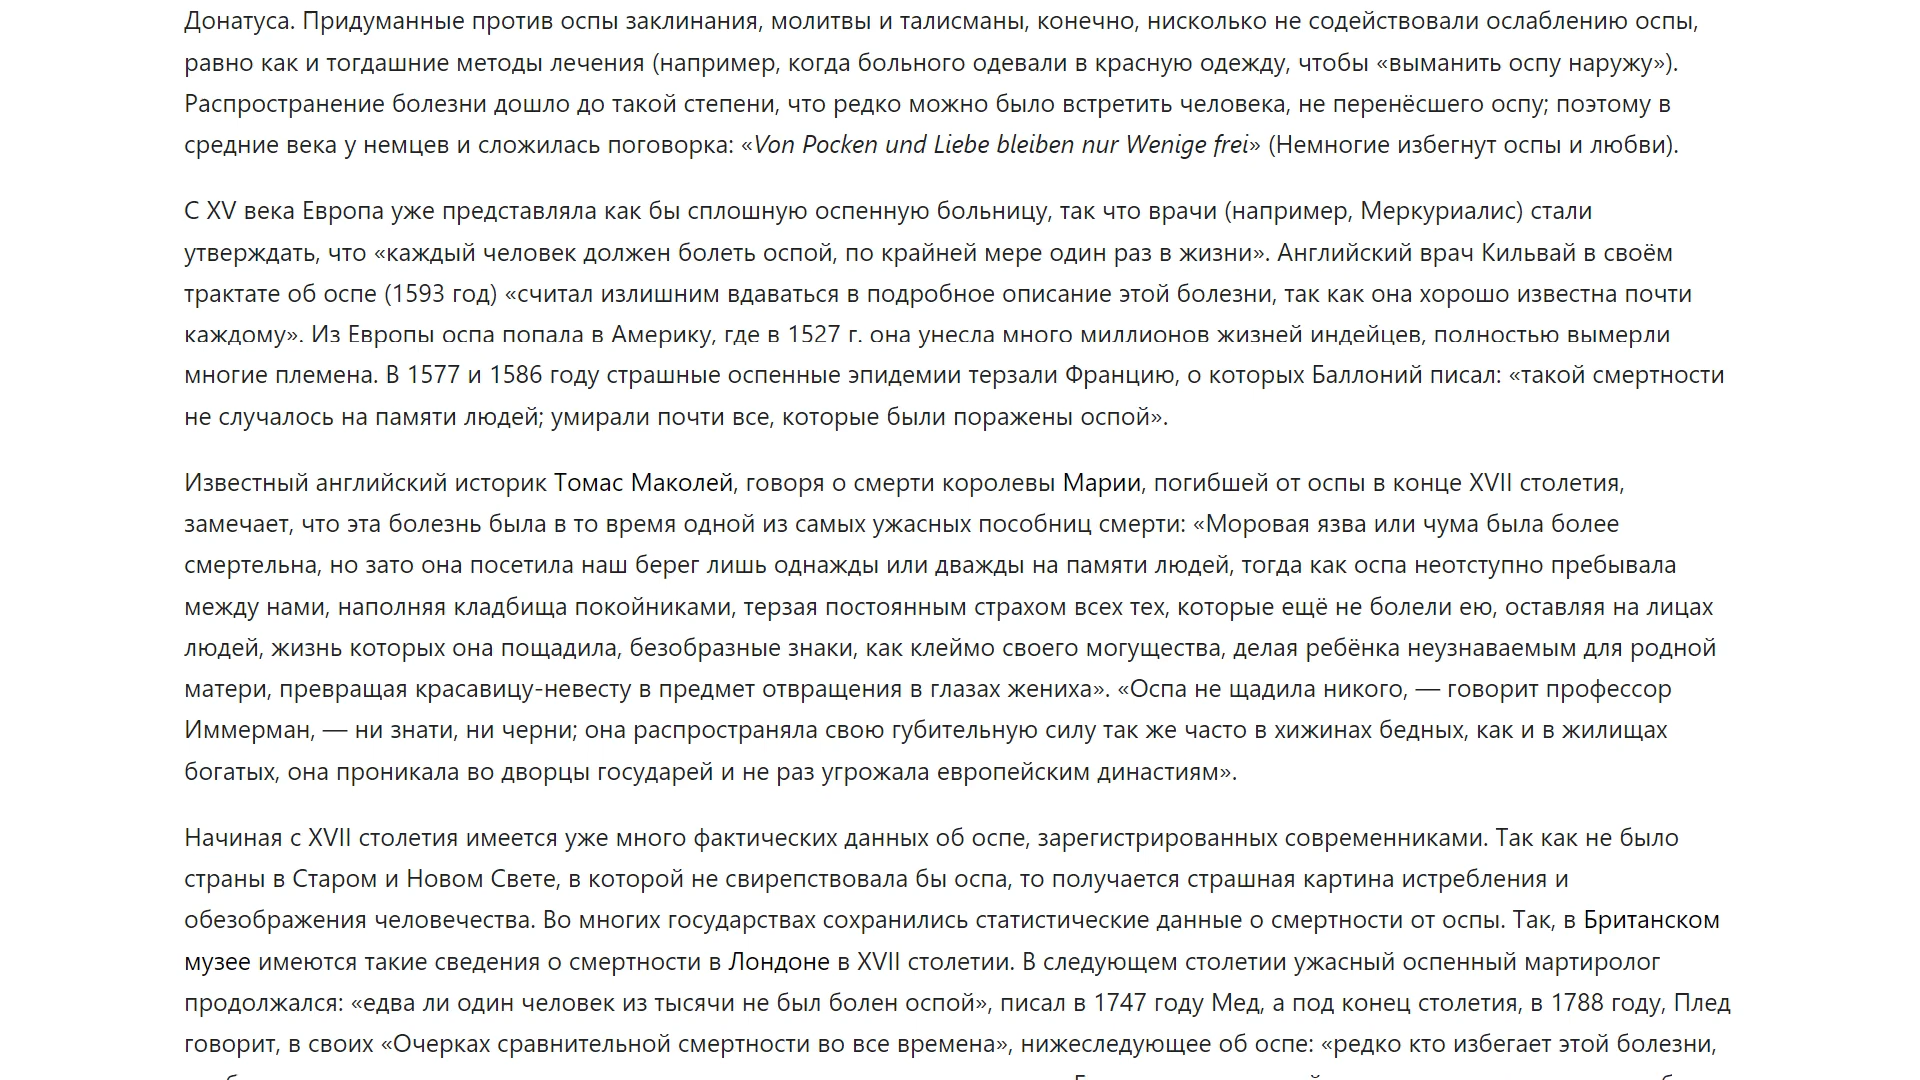 Донатуса. Придуманные против оспы заклинания, молитвы и талисманы, конечно, нисколько не содействовали ослаблению оспы,
равно как и тогдашние методы лечения (например, когда больного одевали в красную одежду, чтобы «выманить оспу наружу»).
Распространение болезни дошло до такой степени, что редко можно было встретить человека, не перенёсшего оспу; поэтому в
средние века у немцев и сложилась поговорка: «Von Pocken und Liebe bleiben nur Wenige frei» (Немногие избегнут оспы и любви).
С XV века Европа уже представляла как бы сплошную оспенную больницу, так что врачи (например, Меркуриалис) стали
утверждать, что «каждый человек должен болеть оспой, по крайней мере один раз в жизни». Английский врач Кильвай в своём
трактате об оспе (1593 год) «считал излишним вдаваться в подробное описание этой болезни, так как она хорошо известна почти
каждому». Из Европы оспа попала в Америку, где в 1527 г. она унесла много миллионов жизней индейцев, полностью вымерли
многие племена. В 1577 и 1586 году страшные оспенные эпидемии терзали Францию, о которых Баллоний писал: «такой смертности
не случалось на памяти людей; умирали почти все, которые были поражены оспой».
Известный английский историк Томас Маколей, говоря о смерти королевы Марии, погибшей от оспы в конце XVII столетия,
замечает, что эта болезнь была в то время одной из самых ужасных пособниц смерти: «Моровая язва или чума была более
смертельна, но зато она посетила наш берег лишь однажды или дважды на памяти людей, тогда как оспа неотступно пребывала
между нами, наполняя кладбища покойниками, терзая постоянным страхом всех тех, которые ещё не болели ею, оставляя на лицах
людей, жизнь которых она пощадила, безобразные знаки, как клеймо своего могущества, делая ребёнка неузнаваемым для родной
матери, превращая красавицу-невесту в предмет отвращения в глазах жениха». «Оспа не щадила никого, — говорит профессор
Иммерман, — ни знати, ни черни; она распространяла свою губительную силу так же часто в хижинах бедных, как и в жилищах
богатых, она проникала во дворцы государей и не раз угрожала европейским династиям».
Начиная с XVII столетия имеется уже много фактических данных об оспе, зарегистрированных современниками. Так как не было
страны в Старом и Новом Свете, в которой не свирепствовала бы оспа, то получается страшная картина истребления и
обезображения человечества. Во многих государствах сохранились статистические данные о смертности от оспы. Так, в Британском
музее имеются такие сведения о смертности в Лондоне в XVII столетии. В следующем столетии ужасный оспенный мартиролог
продолжался: «едва ли один человек из тысячи не был болен оспой», писал в 1747 году Мед, а под конец столетия, в 1788 году, Плед
говорит, в своих «Очерках сравнительной смертности во все времена», нижеследующее об оспе: «редко кто избегает этой болезни,